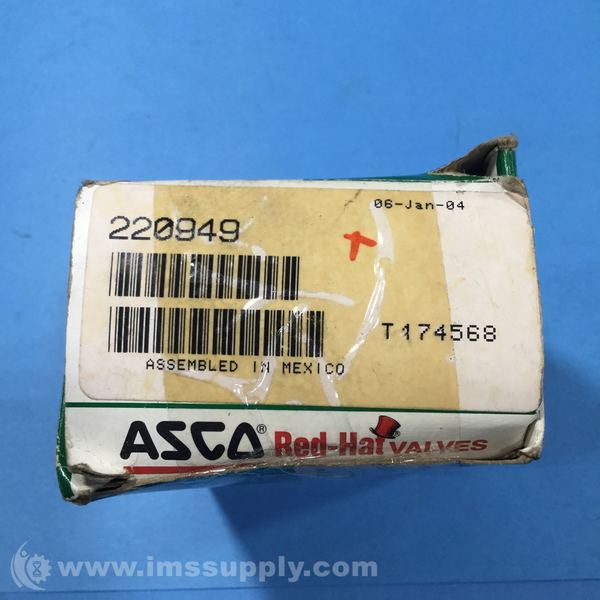 06-Jan-04
220949
T174568
ASSEMBLED IN MEXICO
ASCO® Red-Hat® VALVES
www.imssupply.com